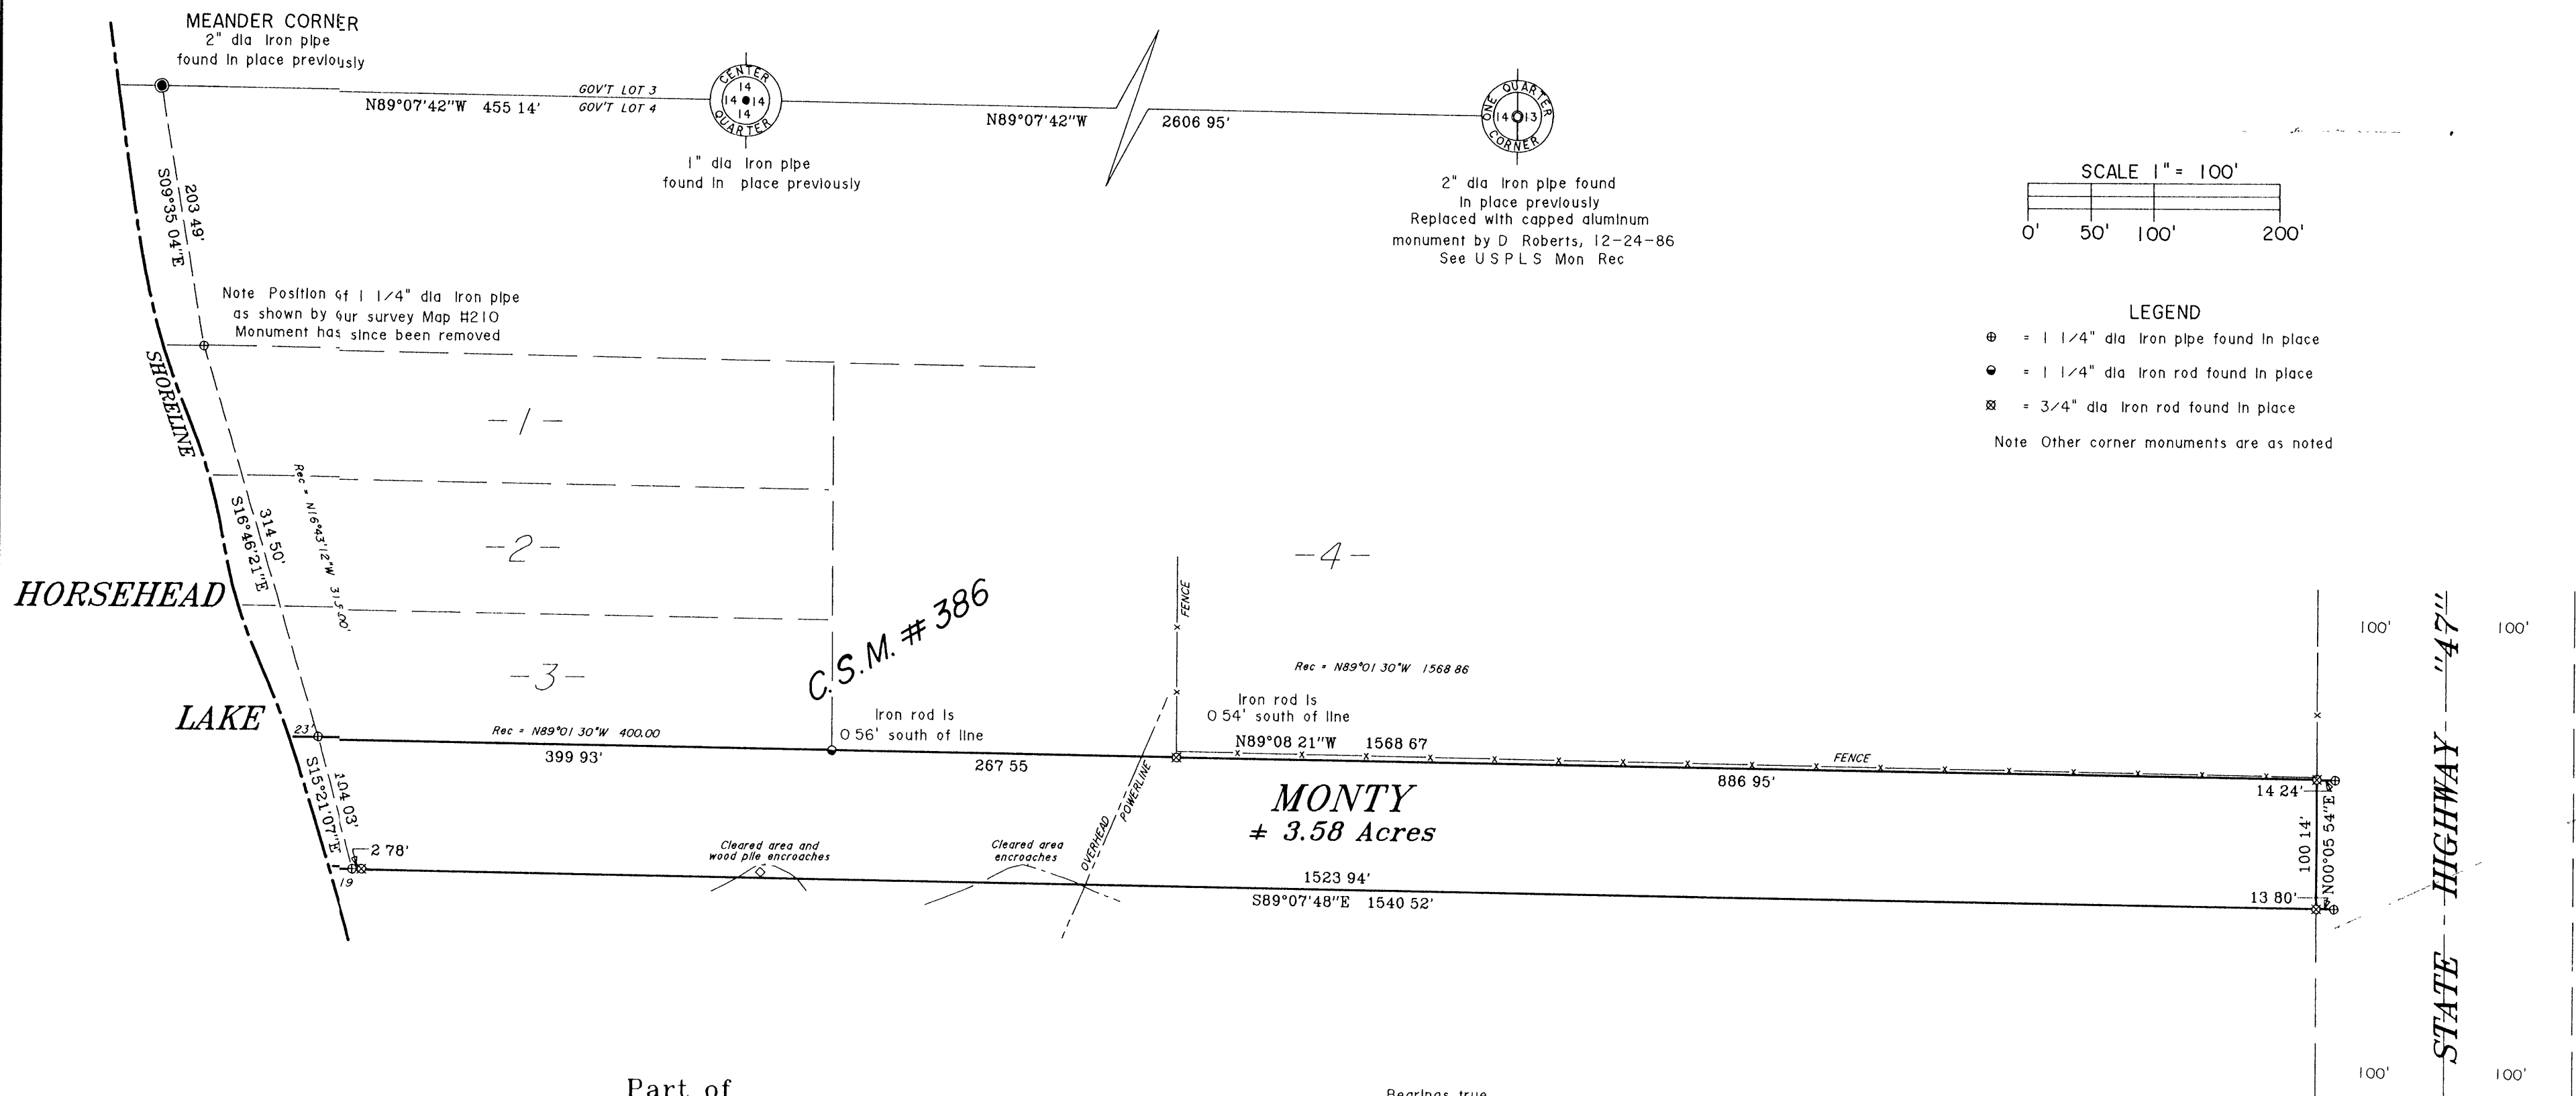 MEANDER CORNER
2" dia Iron pipe
found In place previously
GOV'T LOT 3
N89°07'42"W 455 14'
GOV'T LOT 4
CENTER
14
14 14
14
QUARTER
1" dia Iron pipe
found In place previously
N89°07'42"W
2606 95'
ONE QUARTER
14 13
CORNER
2" dia Iron pipe found
In place previously
Replaced with capped aluminum
monument by D Roberts, 12-24-86
See U S P L S Mon Rec
SCALE 1" = 100'
0' 50' 100' 200'
LEGEND
= 1 1/4" dia Iron pipe found In place
= 1 1/4" dia Iron rod found In place
= 3/4" dia Iron rod found In place
Note Other corner monuments are as noted
203 49'
S09°35 04"E
Note Position of 1 1/4" dia Iron pipe
as shown by our survey Map #210
Monument has since been removed
SHORELINE
-1-
314 50'
S16°46'21"E
Rec = N16°43'12"W 315.00'
-2-
-4-
HORSEHEAD
LAKE
-3-
C.S.M. # 386
FENCE
Rec = N89°01 30"W 1568 86
Iron rod Is
0 56' south of line
Iron rod Is
0 54' south of line
23'
Rec = N89°01 30"W 400.00
399 93'
267 55
N89°08 21"W 1568 67
FENCE
886 95'
104 03'
S15°21'07"E
2 78'
19
Cleared area and
wood pile encroaches
Cleared area
encroaches
OVERHEAD POWERLINE
MONTY
± 3.58 Acres
1523 94'
S89°07'48"E 1540 52'
14 24'
100 14'
N00°05 54"E
13 80'
100'
100'
STATE HIGHWAY "47"
100'
100'
Part of
Bearings true